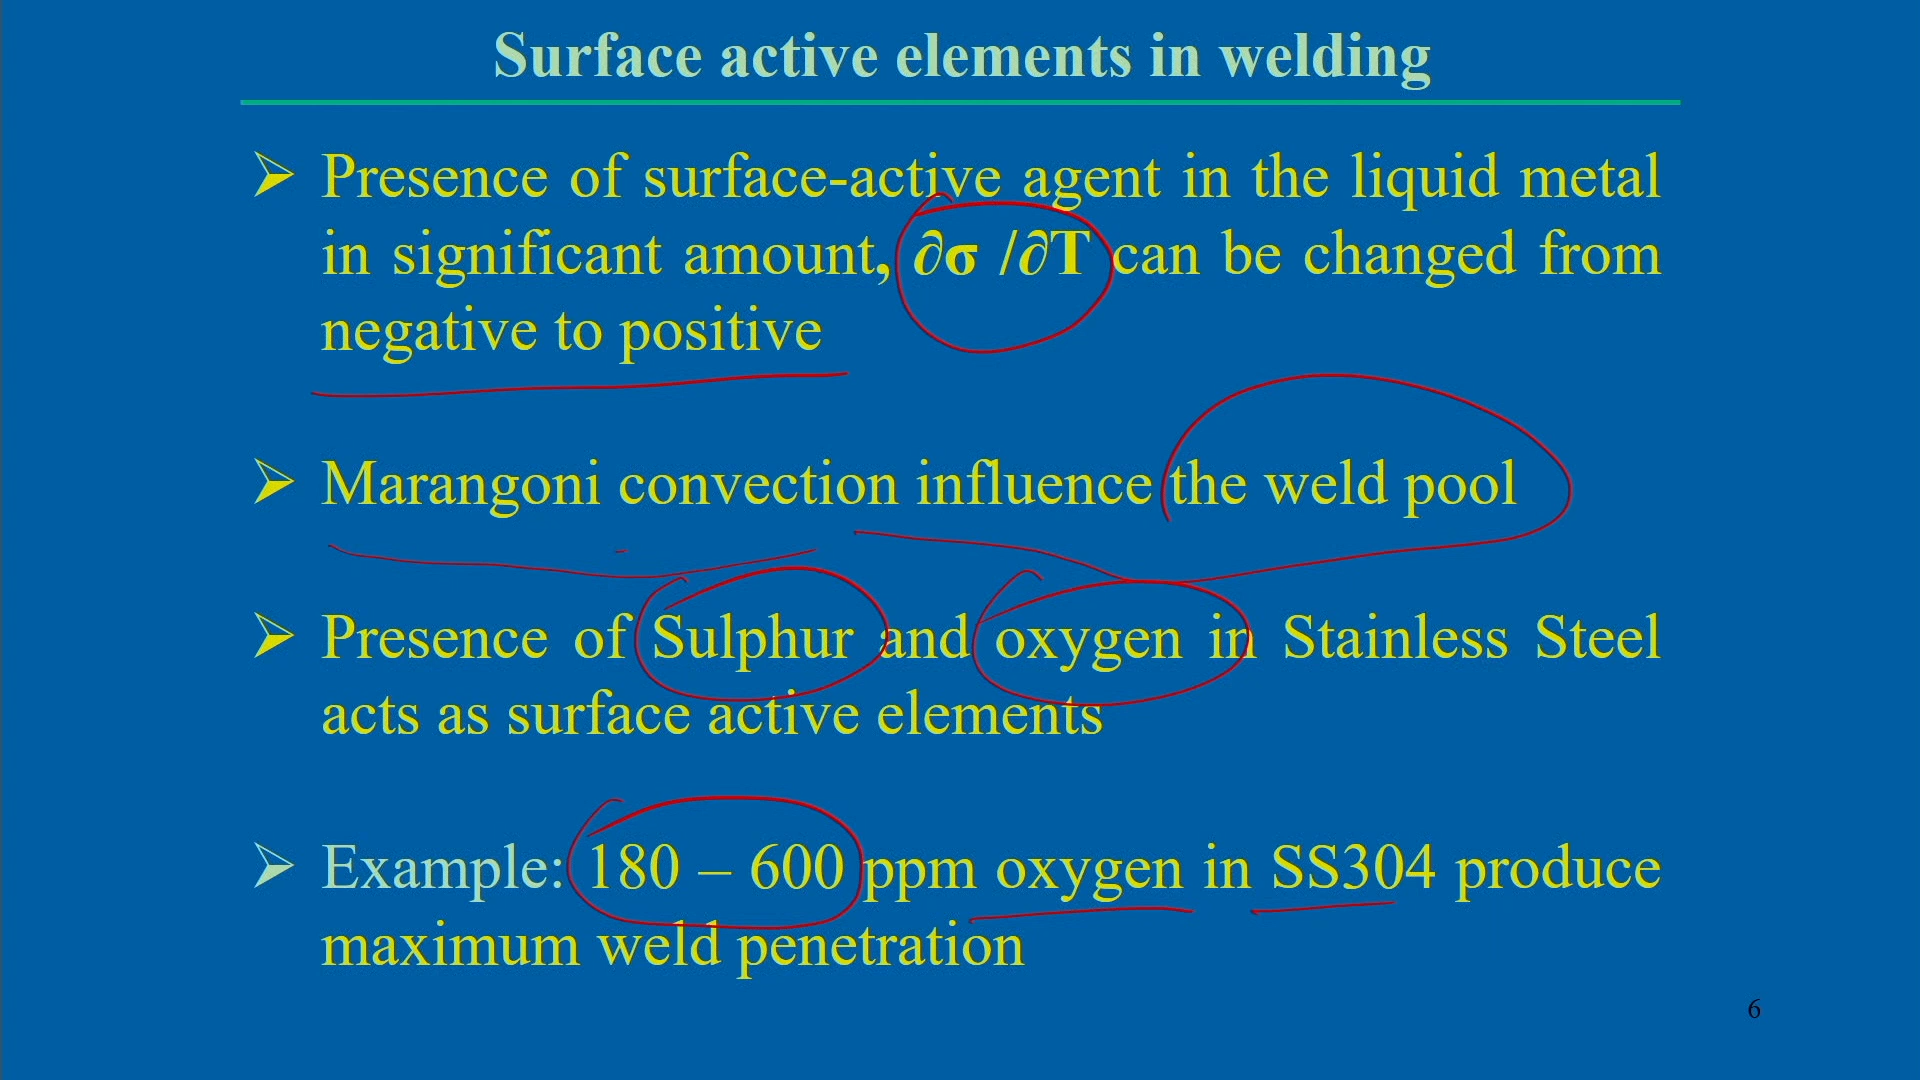 Surface active elements in welding
➢ Presence of surface-active agent in the liquid metal
in significant amount, ∂σ /∂T can be changed from
negative to positive
➢ Marangoni convection influence the weld pool
➢ Presence of Sulphur and oxygen in Stainless Steel
acts as surface active elements
➢ Example: 180 – 600 ppm oxygen in SS304 produce
maximum weld penetration
6